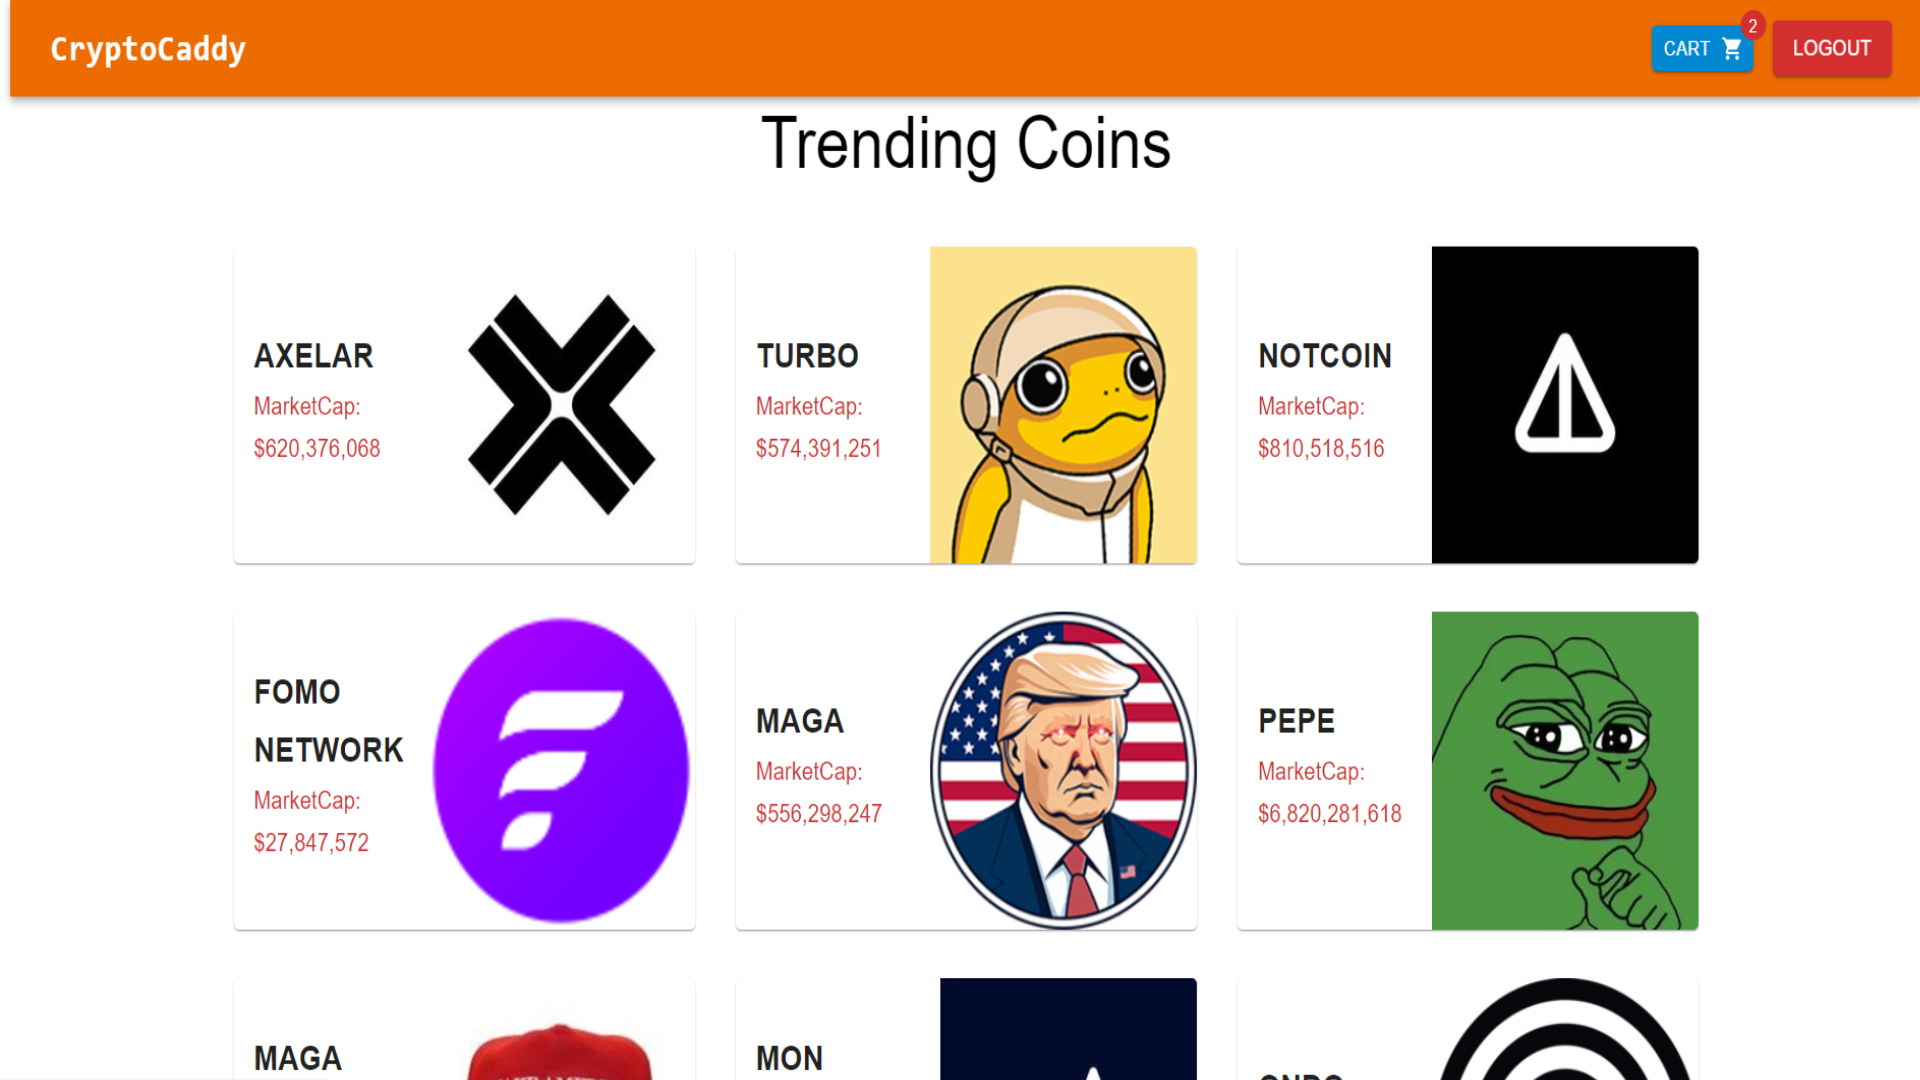 CryptoCaddy
CART
2
LOGOUT
Trending Coins
AXELAR
MarketCap:
$620,376,068
TURBO
MarketCap:
$574,391,251
NOTCOIN
MarketCap:
$810,518,516
FOMO
NETWORK
MarketCap:
$27,847,572
MAGA
MarketCap:
$556,298,247
PEPE
MarketCap:
$6,820,281,618
MAGA
MON